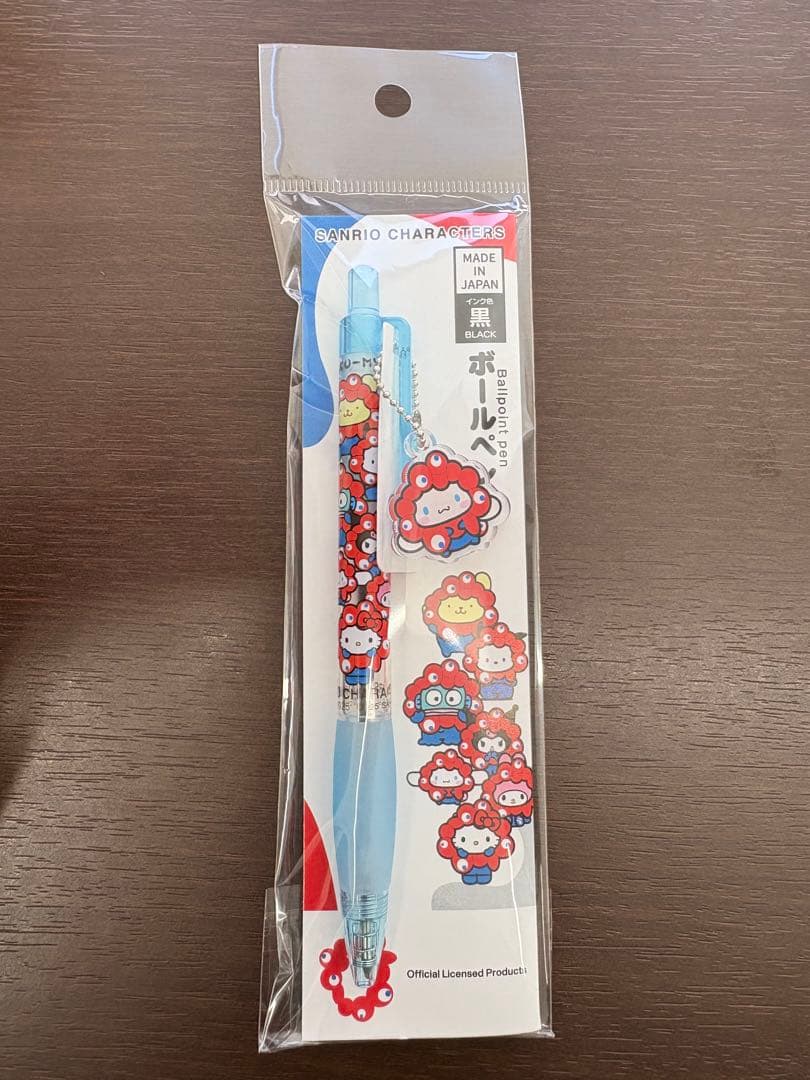 SANRIO CHARACTERS
MADE
IN
JAPAN
インク色
黒
BLACK
ボールペ
Ballpoint pen
Official Licensed Products